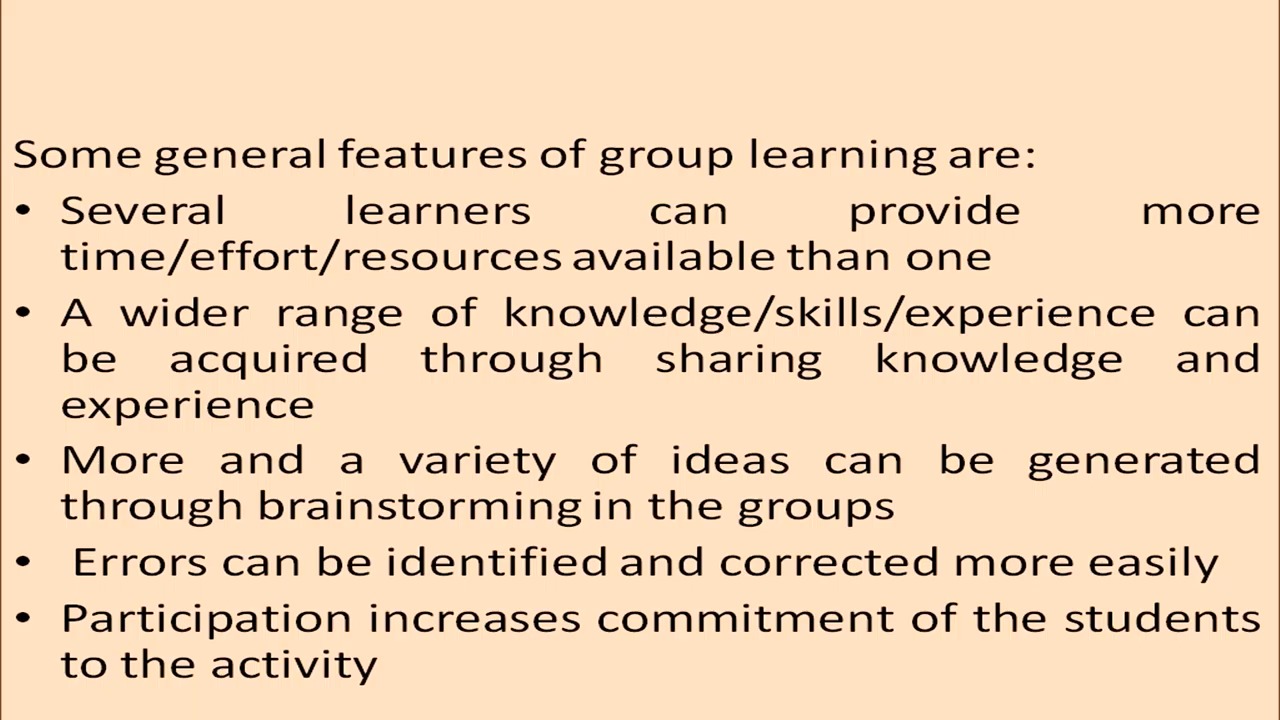 Some general features of group learning are:
• Several learners can provide more
time/effort/resources available than one
• A wider range of knowledge/skills/experience can
be acquired through sharing knowledge and
experience
• More and a variety of ideas can be generated
through brainstorming in the groups
• Errors can be identified and corrected more easily
• Participation increases commitment of the students
to the activity